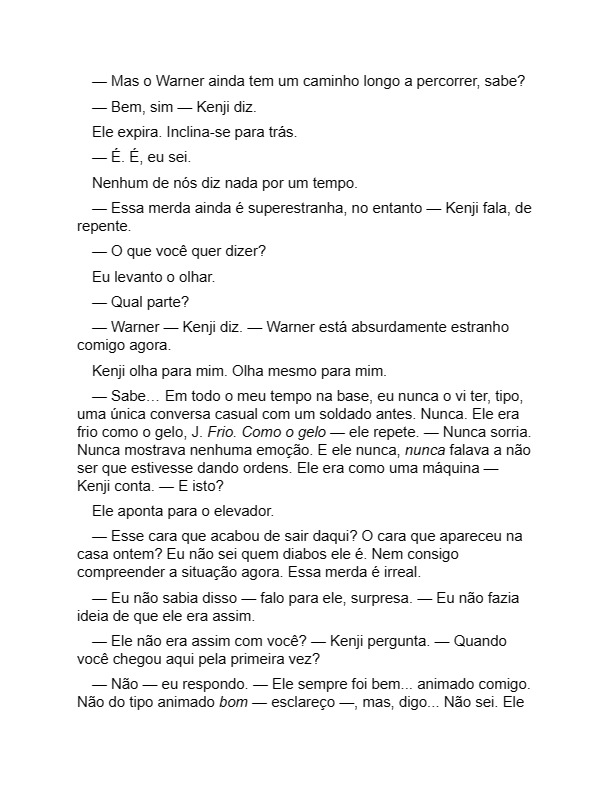 — Mas o Warner ainda tem um caminho longo a percorrer, sabe?
— Bem, sim — Kenji diz.
Ele expira. Inclina-se para trás.
— É. É, eu sei.
Nenhum de nós diz nada por um tempo.
— Essa merda ainda é superestranha, no entanto — Kenji fala, de
repente.
— O que você quer dizer?
Eu levanto o olhar.
— Qual parte?
— Warner — Kenji diz. — Warner está absurdamente estranho
comigo agora.
Kenji olha para mim. Olha mesmo para mim.
— Sabe… Em todo o meu tempo na base, eu nunca o vi ter, tipo,
uma única conversa casual com um soldado antes. Nunca. Ele era
frio como o gelo, J. Frio. Como o gelo — ele repete. — Nunca sorria.
Nunca mostrava nenhuma emoção. E ele nunca, nunca falava a não
ser que estivesse dando ordens. Ele era como uma máquina —
Kenji conta. — E isto?
Ele aponta para o elevador.
— Esse cara que acabou de sair daqui? O cara que apareceu na
casa ontem? Eu não sei quem diabos ele é. Nem consigo
compreender a situação agora. Essa merda é irreal.
— Eu não sabia disso — falo para ele, surpresa. — Eu não fazia
ideia de que ele era assim.
— Ele não era assim com você? — Kenji pergunta. — Quando
você chegou aqui pela primeira vez?
— Não — eu respondo. — Ele sempre foi bem... animado comigo.
Não do tipo animado bom — esclareço —, mas, digo... Não sei. Ele